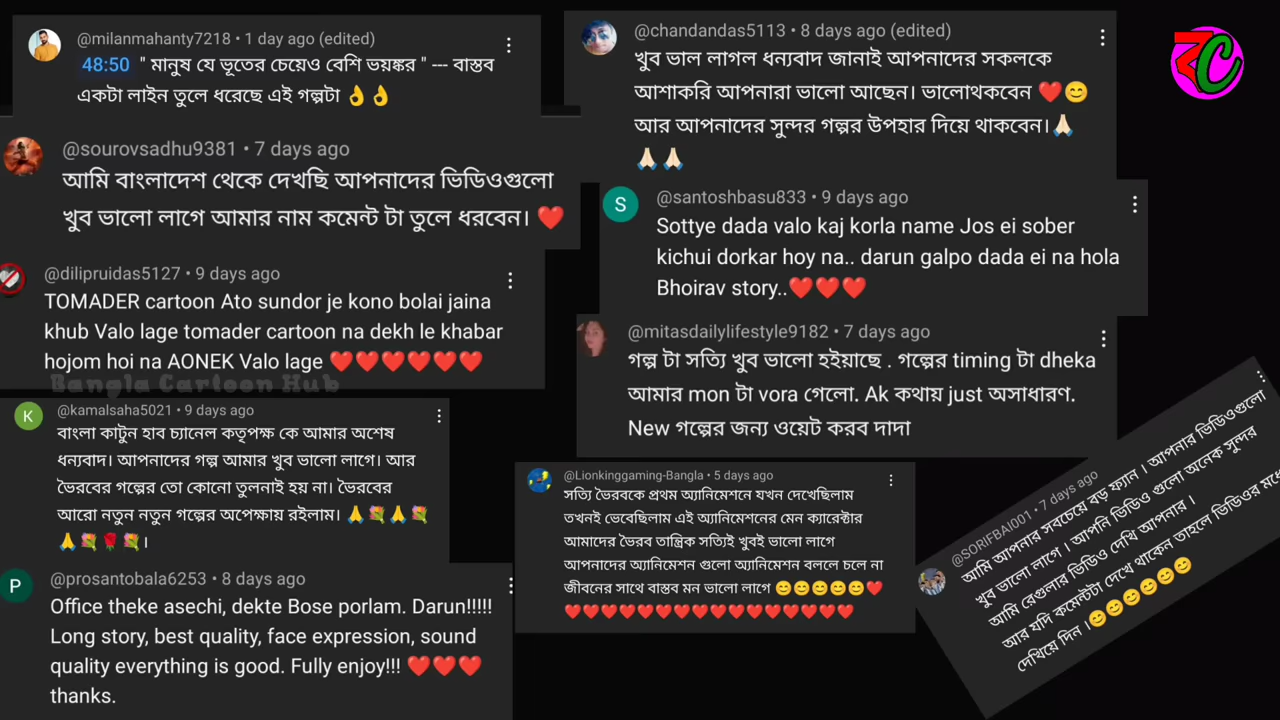 @milanmahanty7218 • 1 day ago (edited)
48:50 " মানুষ যে ভূতের চেয়েও বেশি ভয়ঙ্কর " --- বাস্তব
একটা লাইন তুলে ধরেছে এই গল্পটা 👌👌
@sourovsadhu9381 • 7 days ago
আমি বাংলাদেশ থেকে দেখছি আপনাদের ভিডিওগুলো
খুব ভালো লাগে আমার নাম কমেন্ট টা তুলে ধরবেন। ❤️
@dilipruidas5127 • 9 days ago
TOMADER cartoon Ato sundor je kono bolai jaina
khub Valo lage tomader cartoon na dekh le khabar
hojom hoi na AONEK Valo lage ❤️❤️❤️❤️❤️❤️
Bangla Cartoon Hub
K
@kamalsaha5021 • 9 days ago
বাংলা কাটুন হাব চ্যানেল কতৃপক্ষ কে আমার অশেষ
ধন্যবাদ। আপনাদের গল্প আমার খুব ভালো লাগে। আর
ভৈরবের গল্পের তো কোনো তুলনাই হয় না। ভৈরবের
আরো নতুন নতুন গল্পের অপেক্ষায় রইলাম। 🙏💐🙏💐
🙏💐🌹💐।
P
@prosantobala6253 • 8 days ago
Office theke asechi, dekte Bose porlam. Darun!!!!!
Long story, best quality, face expression, sound
quality everything is good. Fully enjoy!!! ❤️❤️❤️
thanks.
@chandandas5113 • 8 days ago (edited)
খুব ভাল লাগল ধন্যবাদ জানাই আপনাদের সকলকে
আশাকরি আপনারা ভালো আছেন। ভালোথকবেন ❤️😊
আর আপনাদের সুন্দর গল্পর উপহার দিয়ে থাকবেন।🙏🏻
🙏🏻🙏🏻
S
@santoshbasu833 • 9 days ago
Sottye dada valo kaj korla name Jos ei sober
kichui dorkar hoy na.. darun galpo dada ei na hola
Bhoirav story..❤️❤️❤️
@mitasdailylifestyle9182 • 7 days ago
গল্প টা সত্যি খুব ভালো হইয়াছে . গল্পের timing টা dheka
আমার mon টা vora গেলো. Ak কথায় just অসাধারণ.
New গল্পের জন্য ওয়েট করব দাদা
@Lionkinggaming-Bangla • 5 days ago
সত্যি ভৈরবকে প্রথম অ্যানিমেশনে যখন দেখেছিলাম
তখনই ভেবেছিলাম এই অ্যানিমেশনের মেন ক্যারেক্টার
আমাদের ভৈরব তান্ত্রিক সত্যিই খুবই ভালো লাগে
আপনাদের অ্যানিমেশন গুলো অ্যানিমেশন বললে চলে না
জীবনের সাথে বাস্তব মন ভালো লাগে 😊😊😊😊😊❤️
❤️❤️❤️❤️❤️❤️❤️❤️❤️❤️❤️❤️❤️❤️❤️❤️
@SORIFBAI001 • 7 days ago
আমি আপনার সবচেয়ে বড় ফ্যান । আপনার ভিডিওগুলো
খুব ভালো লাগে । আপনি ভিডিও গুলো অনেক সুন্দর
আমি রেগুলার ভিডিও দেখি আপনার ।
আর যদি কমেন্টটা দেখে থাকেন তাহলে ভিডিওর মধ্যে
দেখিয়ে দিন ।😊😊😊😊😊😊